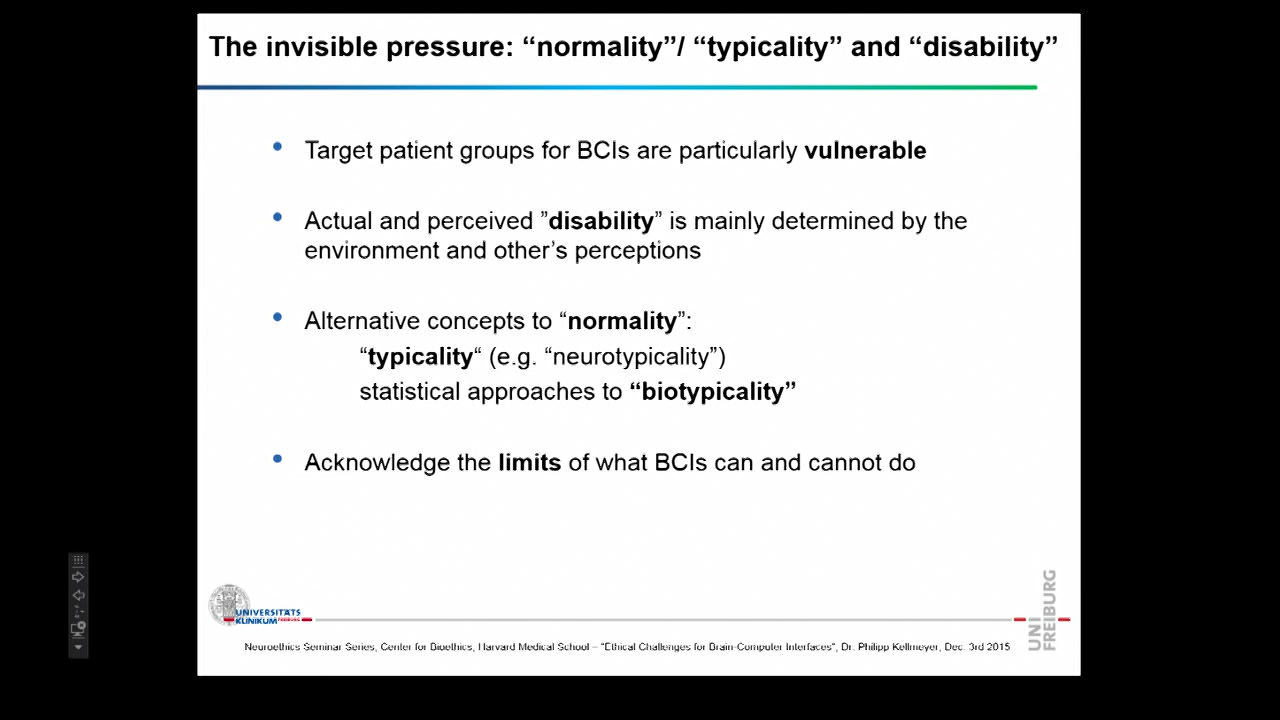 The invisible pressure: “normality”/ “typicality” and “disability”
Target patient groups for BCIs are particularly vulnerable
Actual and perceived ”disability” is mainly determined by the
environment and other’s perceptions
Alternative concepts to “normality”:
“typicality“ (e.g. “neurotypicality”)
statistical approaches to “biotypicality”
Acknowledge the limits of what BCIs can and cannot do
UNIVERSITÄTS
KLINIKUM FREIBURG
UNI
FREIBURG
Neuroethics Seminar Series, Center for Bioethics, Harvard Medical School – “Ethical Challenges for Brain-Computer Interfaces”, Dr. Philipp Kellmeyer, Dec. 3rd 2015